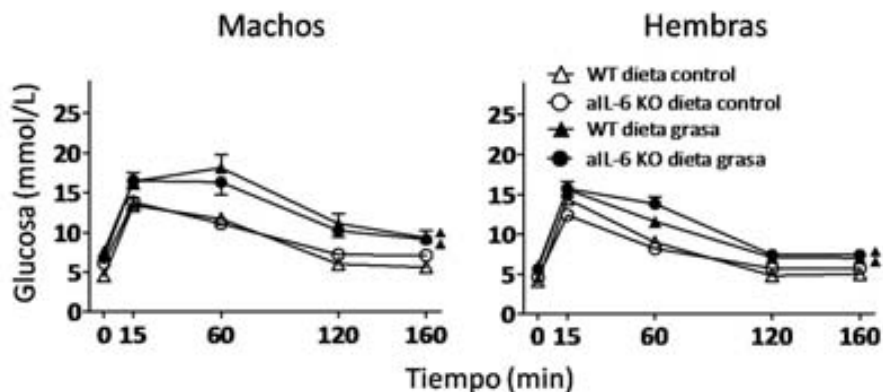 Machos
Hembras
Glucosa (mmol/L)
25
20
15
10
5
0
0 15 60 120 160
25
20
15
10
5
0
0 15 60 120 160
WT dieta control
aIL-6 KO dieta control
WT dieta grasa
aIL-6 KO dieta grasa
Tiempo (min)